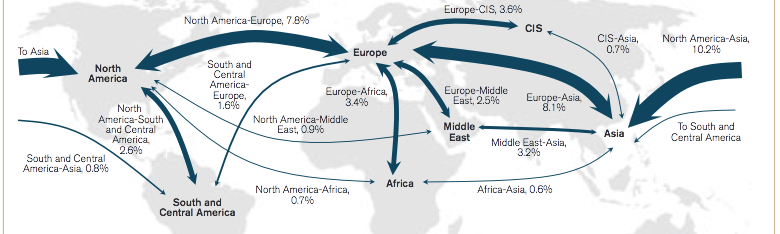 Europe-CIS, 3.6%
North America-Europe, 7.8%
CIS
CIS-Asia,
0.7%
North America-Asia,
10.2%
To Asia
Europe
North
America
South and
Central
America-
Europe,
1.6%
Europe-Africa,
3.4%
Europe-Middle
East, 2.5%
Europe-Asia,
8.1%
North
America-South
and Central
America,
2.6%
North America-Middle
East, 0.9%
Middle
East
Asia
To South and
Central America
Middle East-Asia,
3.2%
South and Central
America-Asia, 0.8%
North America-Africa,
0.7%
Africa
Africa-Asia, 0.6%
South and
Central America